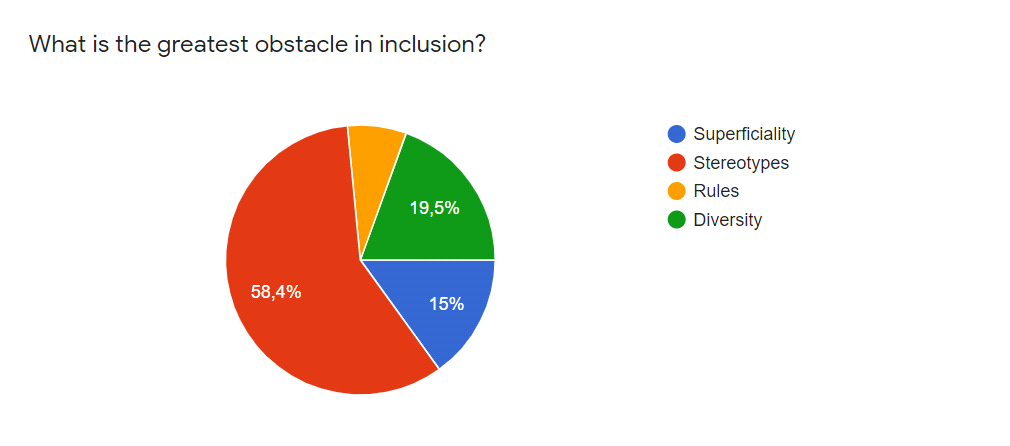 What is the greatest obstacle in inclusion?
Superficiality
Stereotypes
Rules
Diversity
19,5%
58,4%
15%